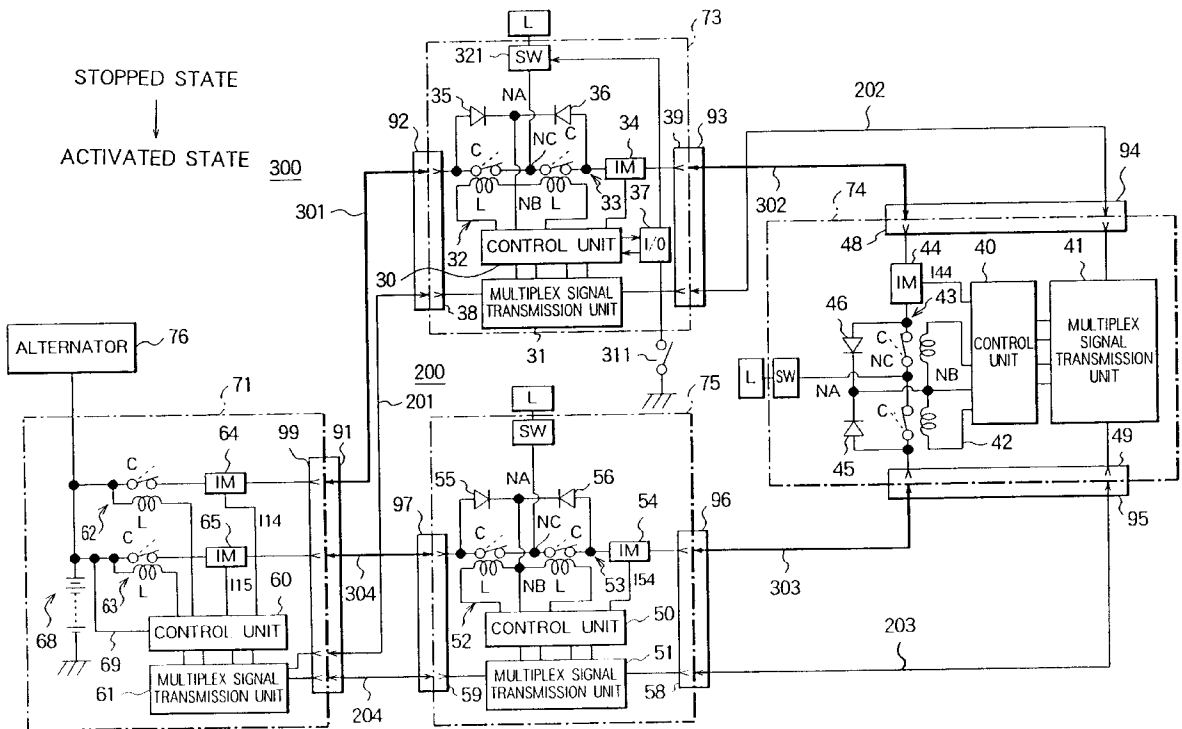 STOPPED STATE
ACTIVATED STATE
300
301
L
321
SW
73
35
NA
36
92
C
NC
C
34
IM
39
93
202
37
33
L
NB
L
32
I/O
302
CONTROL UNIT
30
MULTIPLEX SIGNAL
TRANSMISSION UNIT
38
31
311
94
74
48
44
40
41
IM
I44
43
46
C
NC
CONTROL
UNIT
MULTIPLEX
SIGNAL
TRANSMISSION
UNIT
L
SW
NA
NB
C
45
42
49
95
ALTERNATOR
76
200
201
71
L
SW
75
99
91
64
C
IM
62
L
65
I14
C
IM
63
L
I15
60
68
69
CONTROL UNIT
61
MULTIPLEX SIGNAL
TRANSMISSION UNIT
304
204
97
55
NA
56
C
NC
C
54
IM
96
L
NB
L
53
I54
52
303
CONTROL UNIT
50
51
MULTIPLEX SIGNAL
TRANSMISSION UNIT
59
58
203